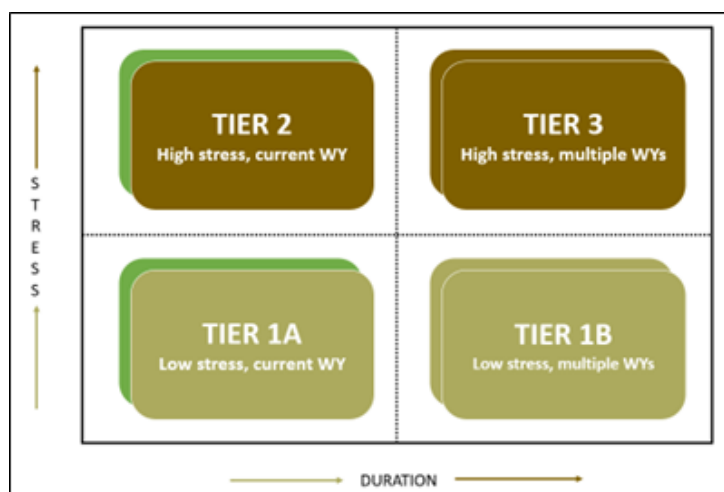 TIER 2
High stress, current WY
TIER 3
High stress, multiple WYs
STRESS
TIER 1A
Low stress, current WY
TIER 1B
Low stress, multiple WYs
DURATION